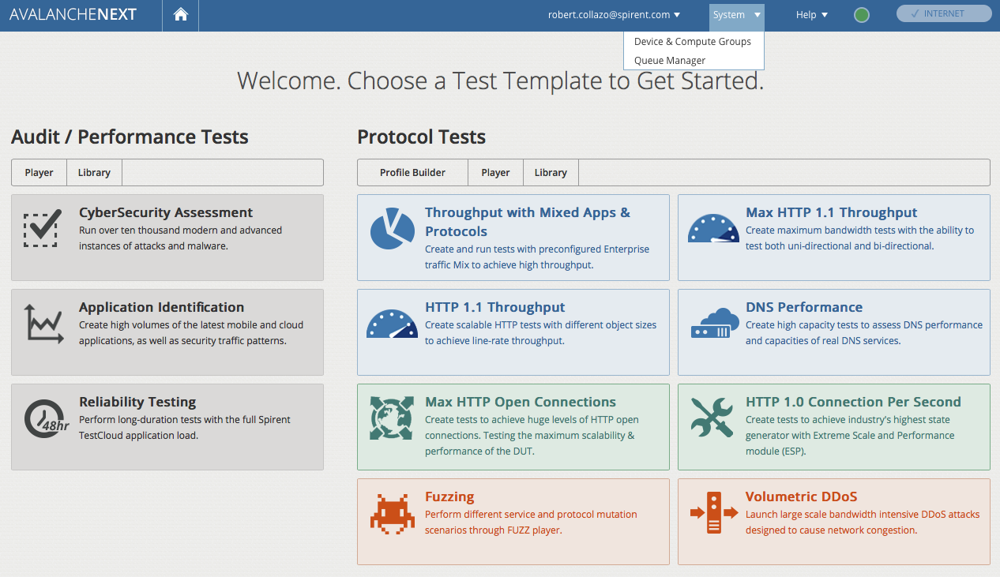 AVALANCHENEXT
robert.collazo@spirent.com
System
Help
INTERNET
Device & Compute Groups
Queue Manager
Welcome. Choose a Test Template to Get Started.
Audit / Performance Tests
Player
Library
CyberSecurity Assessment
Run over ten thousand modern and advanced
instances of attacks and malware.
Application Identification
Create high volumes of the latest mobile and cloud
applications, as well as security traffic patterns.
48hr
Reliability Testing
Perform long-duration tests with the full Spirent
TestCloud application load.
Protocol Tests
Profile Builder
Player
Library
Throughput with Mixed Apps &
Protocols
Create and run tests with preconfigured Enterprise
traffic Mix to achieve high throughput.
Max HTTP 1.1 Throughput
Create maximum bandwidth tests with the ability to
test both uni-directional and bi-directional.
HTTP 1.1 Throughput
Create scalable HTTP tests with different object sizes
to achieve line-rate throughput.
DNS Performance
Create high capacity tests to assess DNS performance
and capacities of real DNS services.
Max HTTP Open Connections
Create tests to achieve huge levels of HTTP open
connections. Testing the maximum scalability &
performance of the DUT.
HTTP 1.0 Connection Per Second
Create tests to achieve industry's highest state
generator with Extreme Scale and Performance
module (ESP).
Fuzzing
Perform different service and protocol mutation
scenarios through FUZZ player.
Volumetric DDoS
Launch large scale bandwidth intensive DDoS attacks
designed to cause network congestion.